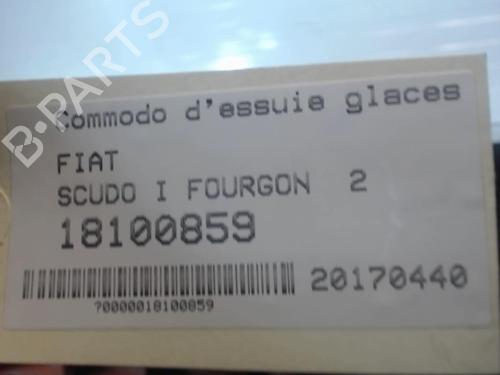 B-PARTS
Commodo d'essuie glaces
FIAT
SCUDO I FOURGON 2
18100859
20170440
?0000018100859